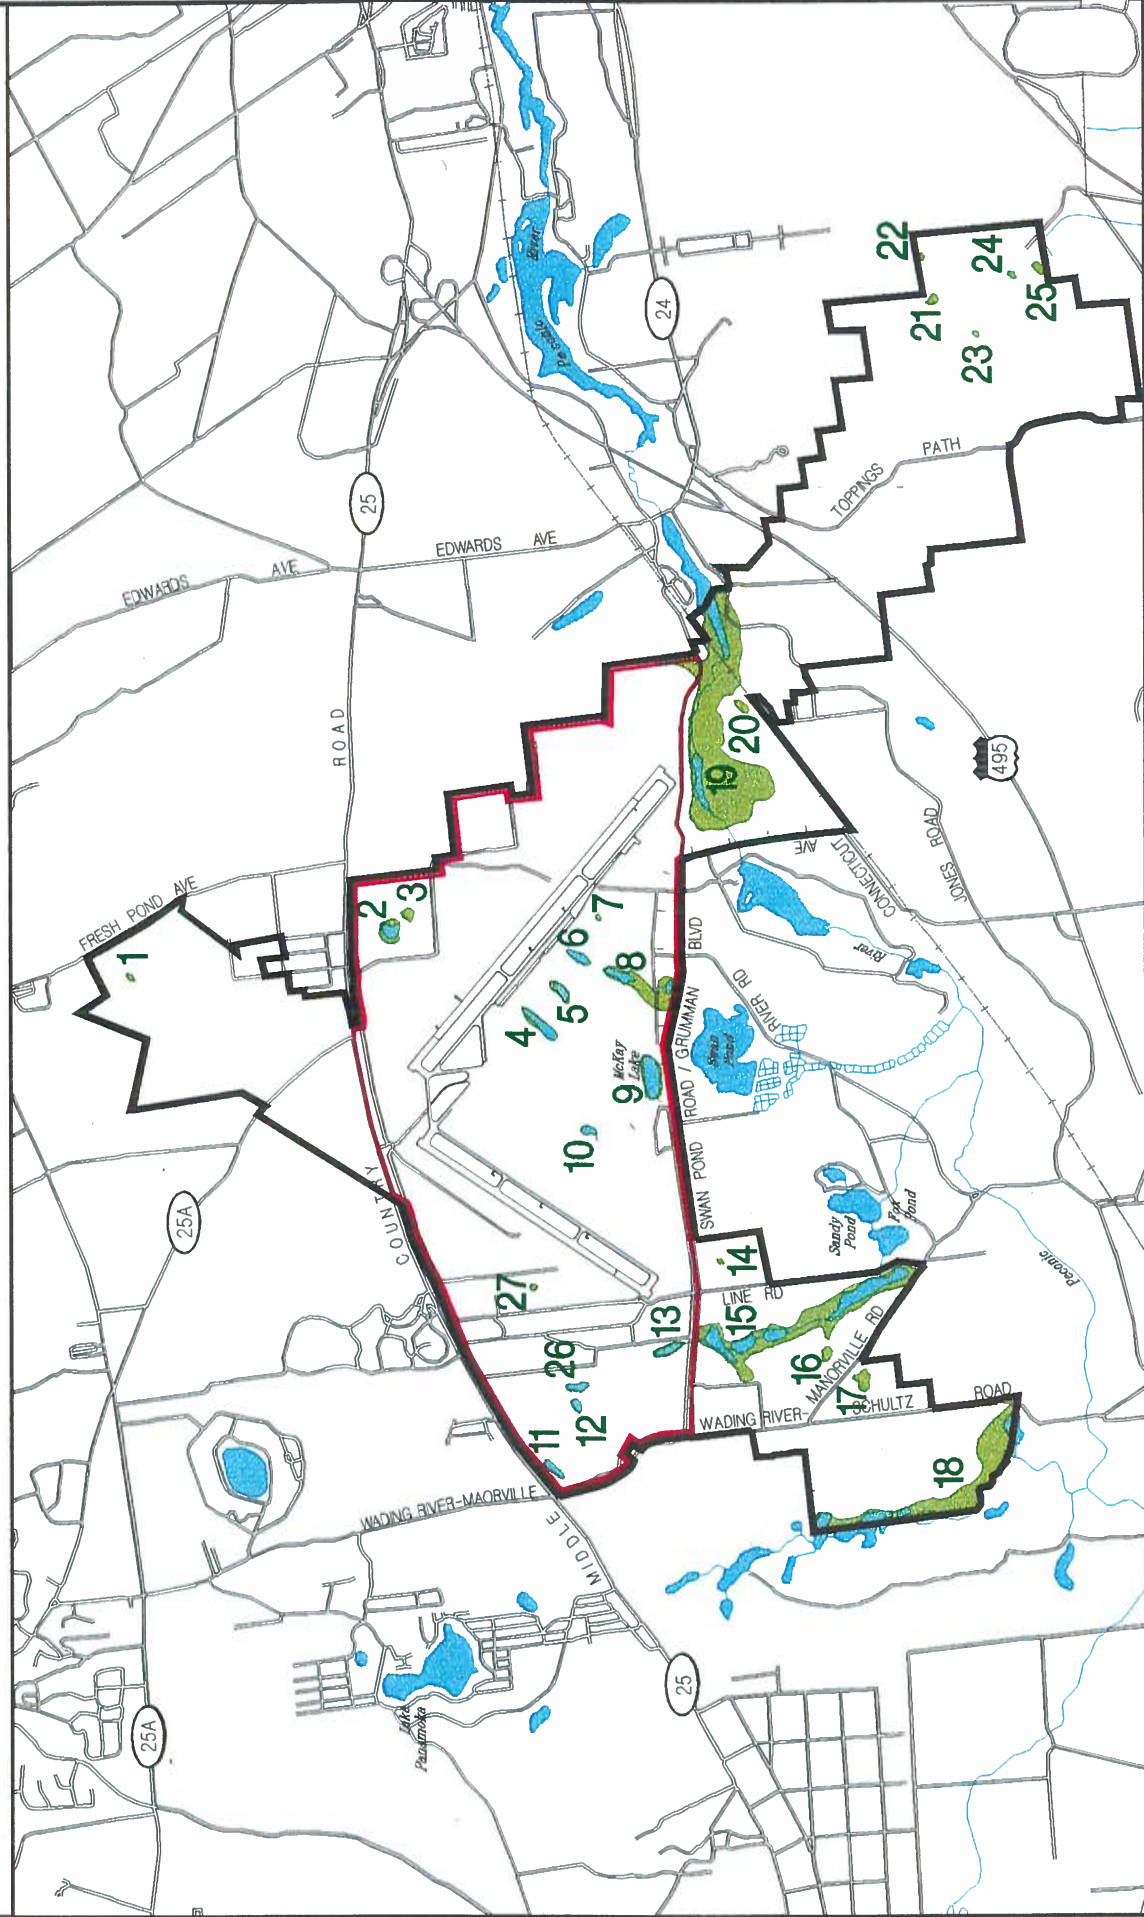 25A
25A
25
25
24
495
FRESH POND AVE
EDWARDS AVE
EDWARDS AVE
ROAD
COUNTRY
MIDDLE
WADING RIVER-MAORVILLE
Lake
Panamoka
McKay
Lake
SWAN POND ROAD / GRUMMAN BLVD
Swan
Pond
RIVER RD
River
CONNECTICUT AVE
JONES ROAD
TOPPINGS PATH
Peconic
River
Sandy
Pond
Fox
Pond
LINE RD
WADING RIVER-MANORVILLE RD
SCHULTZ ROAD
Peconic
1
2
3
4
5
6
7
8
9
10
11
12
13
14
15
16
17
18
19
20
21
22
23
24
25
26
27